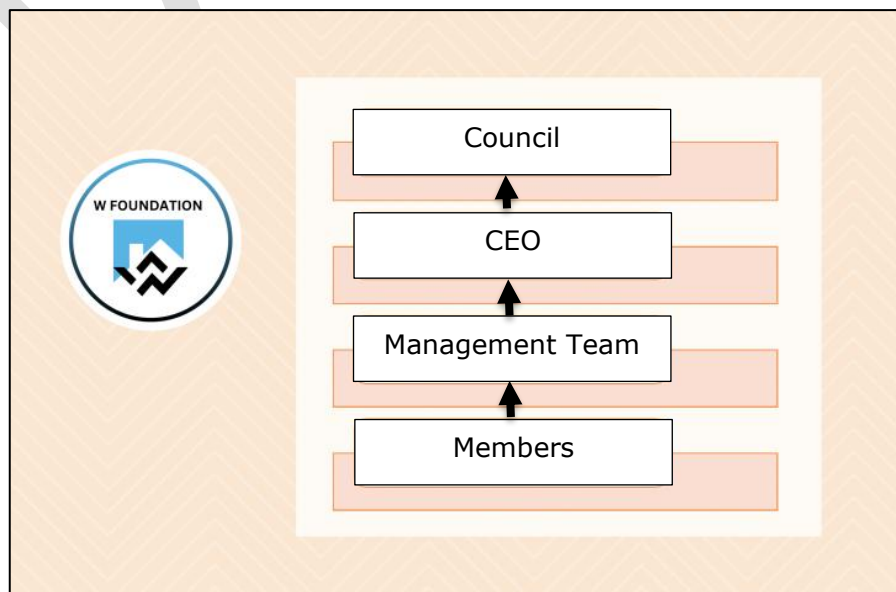 W FOUNDATION
Council
CEO
Management Team
Members